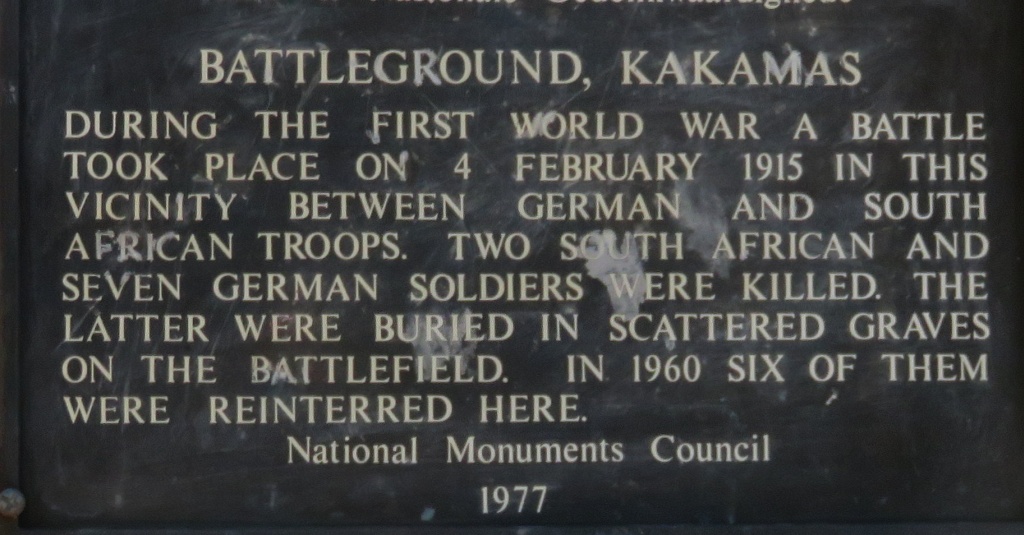 BATTLEGROUND, KAKAMAS
DURING THE FIRST WORLD WAR A BATTLE
TOOK PLACE ON 4 FEBRUARY 1915 IN THIS
VICINITY BETWEEN GERMAN AND SOUTH
AFRICAN TROOPS. TWO SOUTH AFRICAN AND
SEVEN GERMAN SOLDIERS WERE KILLED. THE
LATTER WERE BURIED IN SCATTERED GRAVES
ON THE BATTLEFIELD. IN 1960 SIX OF THEM
WERE REINTERRED HERE.
National Monuments Council
1977